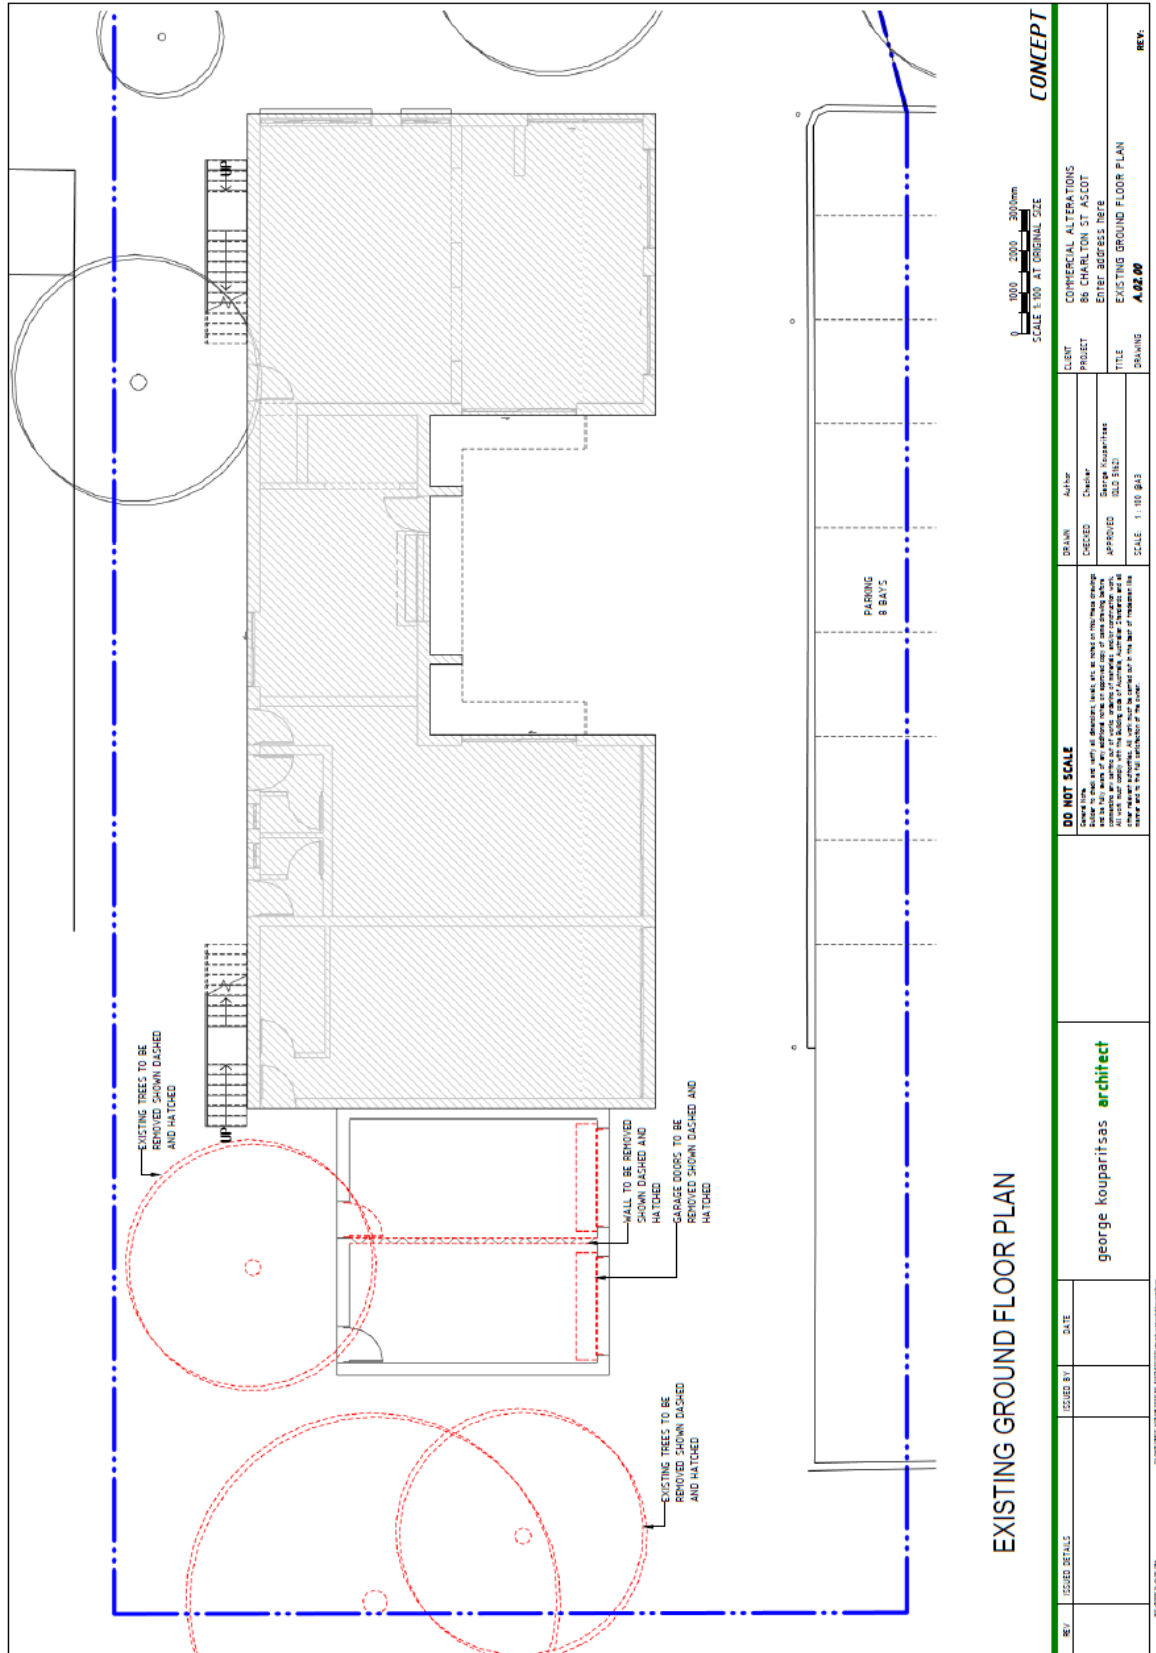 EXISTING TREES TO BE
REMOVED SHOWN DASHED
AND HATCHED
UP
UP
WALL TO BE REMOVED
SHOWN DASHED AND
HATCHED
GARAGE DOORS TO BE
REMOVED SHOWN DASHED AND
HATCHED
EXISTING TREES TO BE
REMOVED SHOWN DASHED
AND HATCHED
PARKING
8 BAYS
EXISTING GROUND FLOOR PLAN
0 1000 2000 3000mm
SCALE 1:100 AT ORIGINAL SIZE
CONCEPT
REV
ISSUED DETAILS
ISSUED BY
DATE
george kouparitsas architect
DO NOT SCALE
General Note
DRAWN Author
CHECKED Checker
APPROVED George Kouparitsas
SCALE: 1 : 100 @A3
CLIENT COMMERCIAL ALTERATIONS
PROJECT 86 CHARLTON ST ASCOT
Enter address here
TITLE EXISTING GROUND FLOOR PLAN
DRAWING A.02.00
REV: